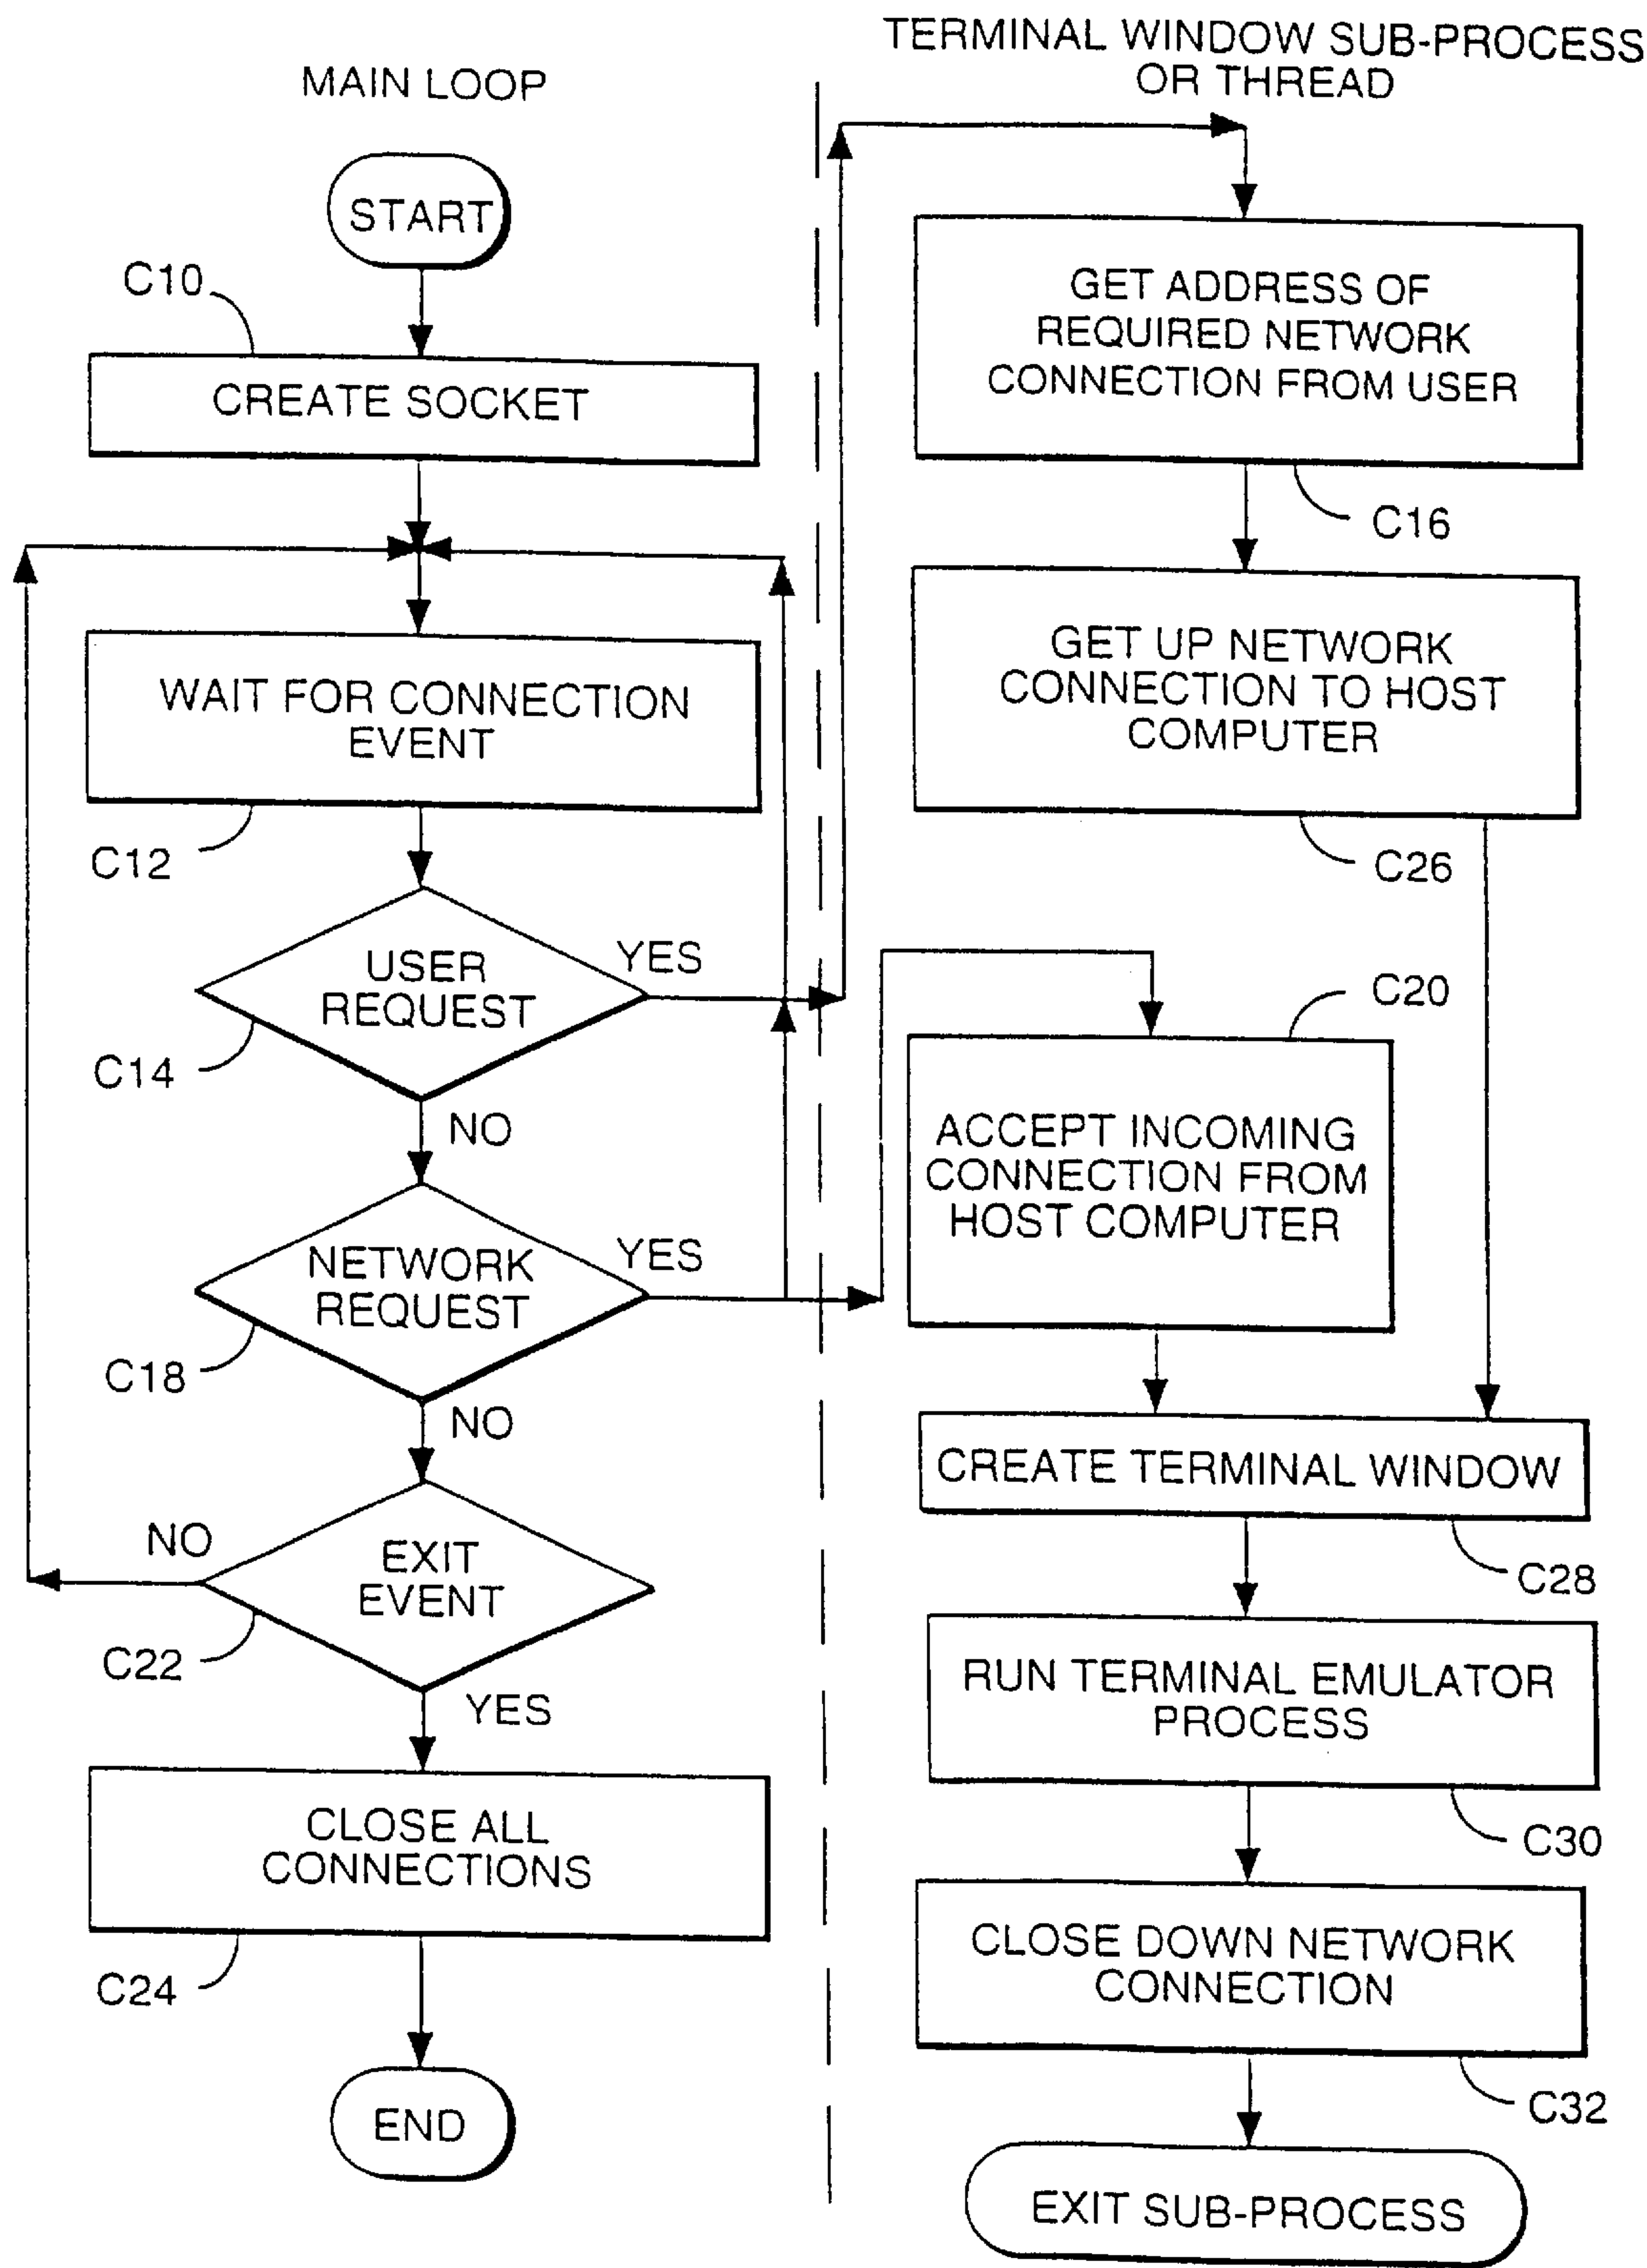 MAIN LOOP
START
C10
CREATE SOCKET
WAIT FOR CONNECTION
EVENT
C12
USER
REQUEST
YES
C14
NO
NETWORK
REQUEST
YES
C18
NO
EXIT
EVENT
NO
C22
YES
CLOSE ALL
CONNECTIONS
C24
END
TERMINAL WINDOW SUB-PROCESS
OR THREAD
GET ADDRESS OF
REQUIRED NETWORK
CONNECTION FROM USER
C16
GET UP NETWORK
CONNECTION TO HOST
COMPUTER
C26
C20
ACCEPT INCOMING
CONNECTION FROM
HOST COMPUTER
CREATE TERMINAL WINDOW
C28
RUN TERMINAL EMULATOR
PROCESS
C30
CLOSE DOWN NETWORK
CONNECTION
C32
EXIT SUB-PROCESS